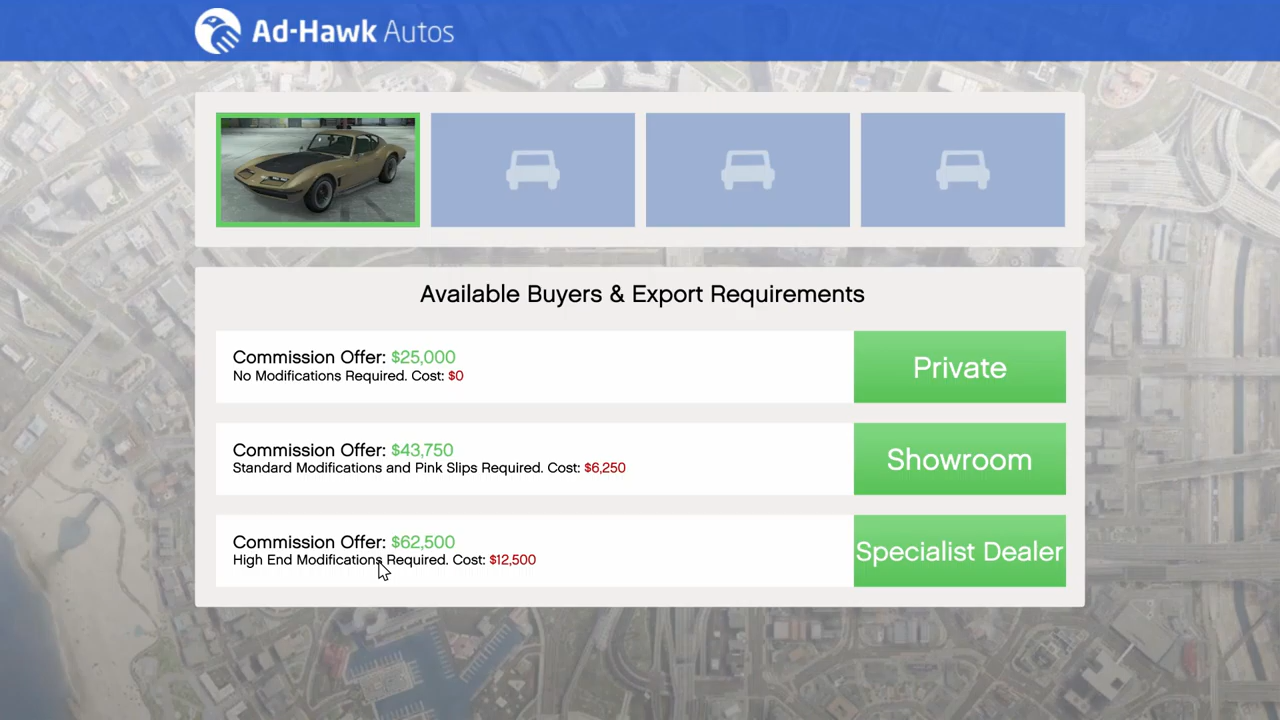 Ad-Hawk Autos
Available Buyers & Export Requirements
Commission Offer: $25,000
No Modifications Required. Cost: $0
Private
Commission Offer: $43,750
Standard Modifications and Pink Slips Required. Cost: $6,250
Showroom
Commission Offer: $62,500
High End Modifications Required. Cost: $12,500
Specialist Dealer